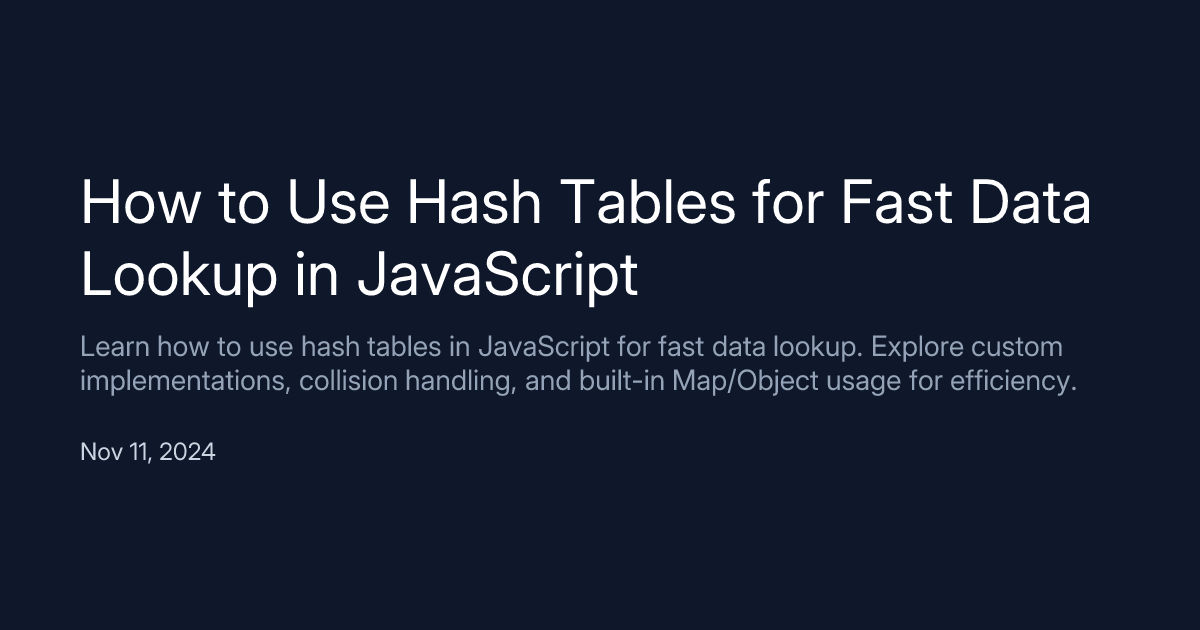 How to Use Hash Tables for Fast Data
Lookup in JavaScript
Learn how to use hash tables in JavaScript for fast data lookup. Explore custom
implementations, collision handling, and built-in Map/Object usage for efficiency.
Nov 11, 2024